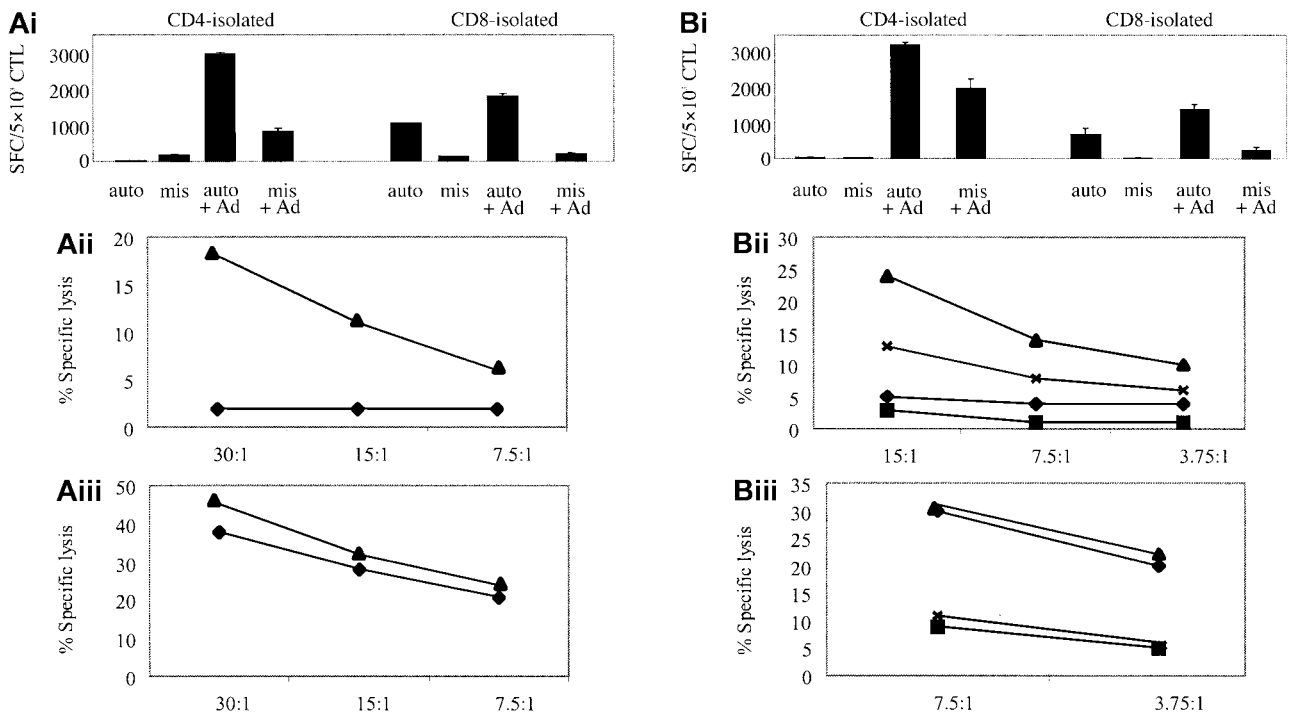 Ai
CD4-isolated
CD8-isolated
SFC/5×10 CTL
3000
2000
1000
0
auto
mis
auto
+ Ad
mis
+ Ad
auto
mis
auto
+ Ad
mis
+ Ad
Bi
CD4-isolated
CD8-isolated
SFC/5×10 CTL
3000
2000
1000
0
auto
mis
auto
+ Ad
mis
+ Ad
auto
mis
auto
+ Ad
mis
+ Ad
Aii
% Specific lysis
20
15
10
5
0
30:1
15:1
7.5:1
Bii
% Specific lysis
30
25
20
15
10
5
0
15:1
7.5:1
3.75:1
Aiii
% Specific lysis
50
40
30
20
10
0
30:1
15:1
7.5:1
Biii
% Specific lysis
35
30
25
20
15
10
5
0
7.5:1
3.75:1